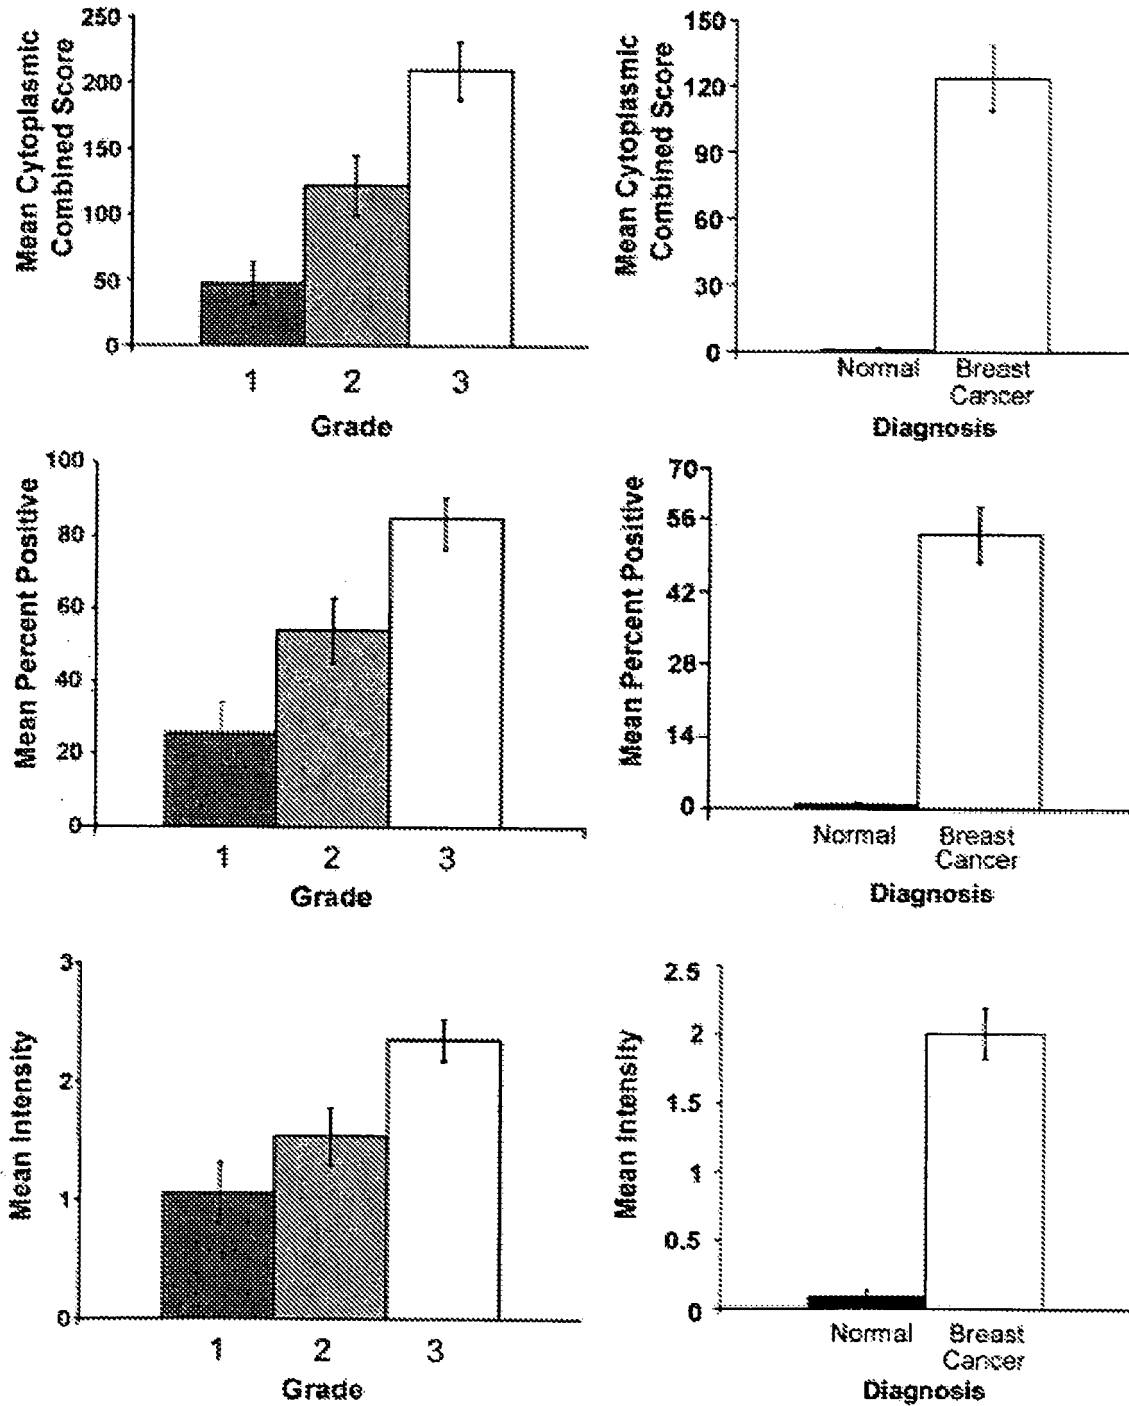 Mean Cytoplasmic
Combined Score
250
200
150
100
50
0
1 2 3
Grade
Mean Cytoplasmic
Combined Score
150
120
90
60
30
0
Normal Breast
Cancer
Diagnosis
Mean Percent Positive
100
80
60
40
20
0
1 2 3
Grade
Mean Percent Positive
70
56
42
28
14
0
Normal Breast
Cancer
Diagnosis
Mean Intensity
3
2
1
0
1 2 3
Grade
Mean Intensity
2.5
2
1.5
1
0.5
0
Normal Breast
Cancer
Diagnosis